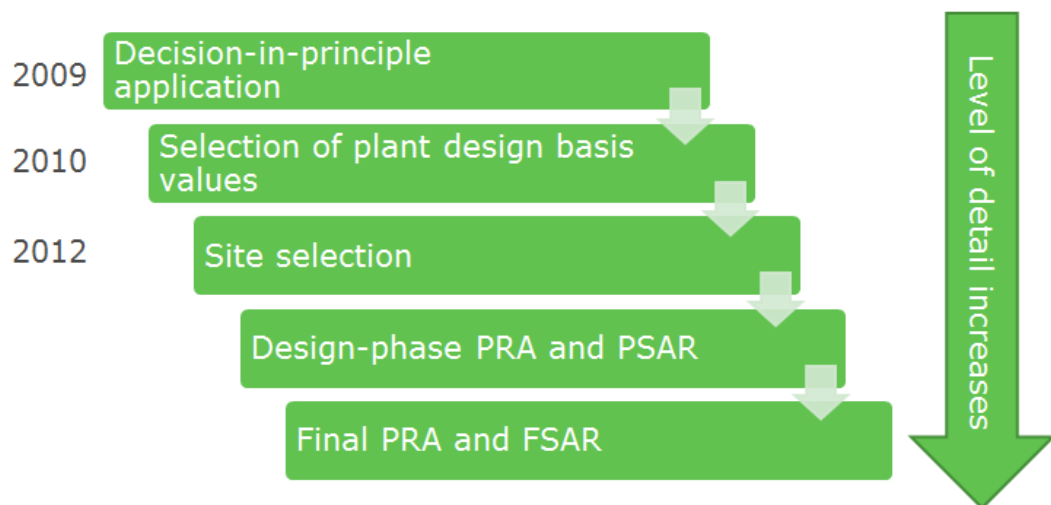 2009
Decision-in-principle
application
2010
Selection of plant design basis
values
2012
Site selection
Design-phase PRA and PSAR
Final PRA and FSAR
Level of detail increases